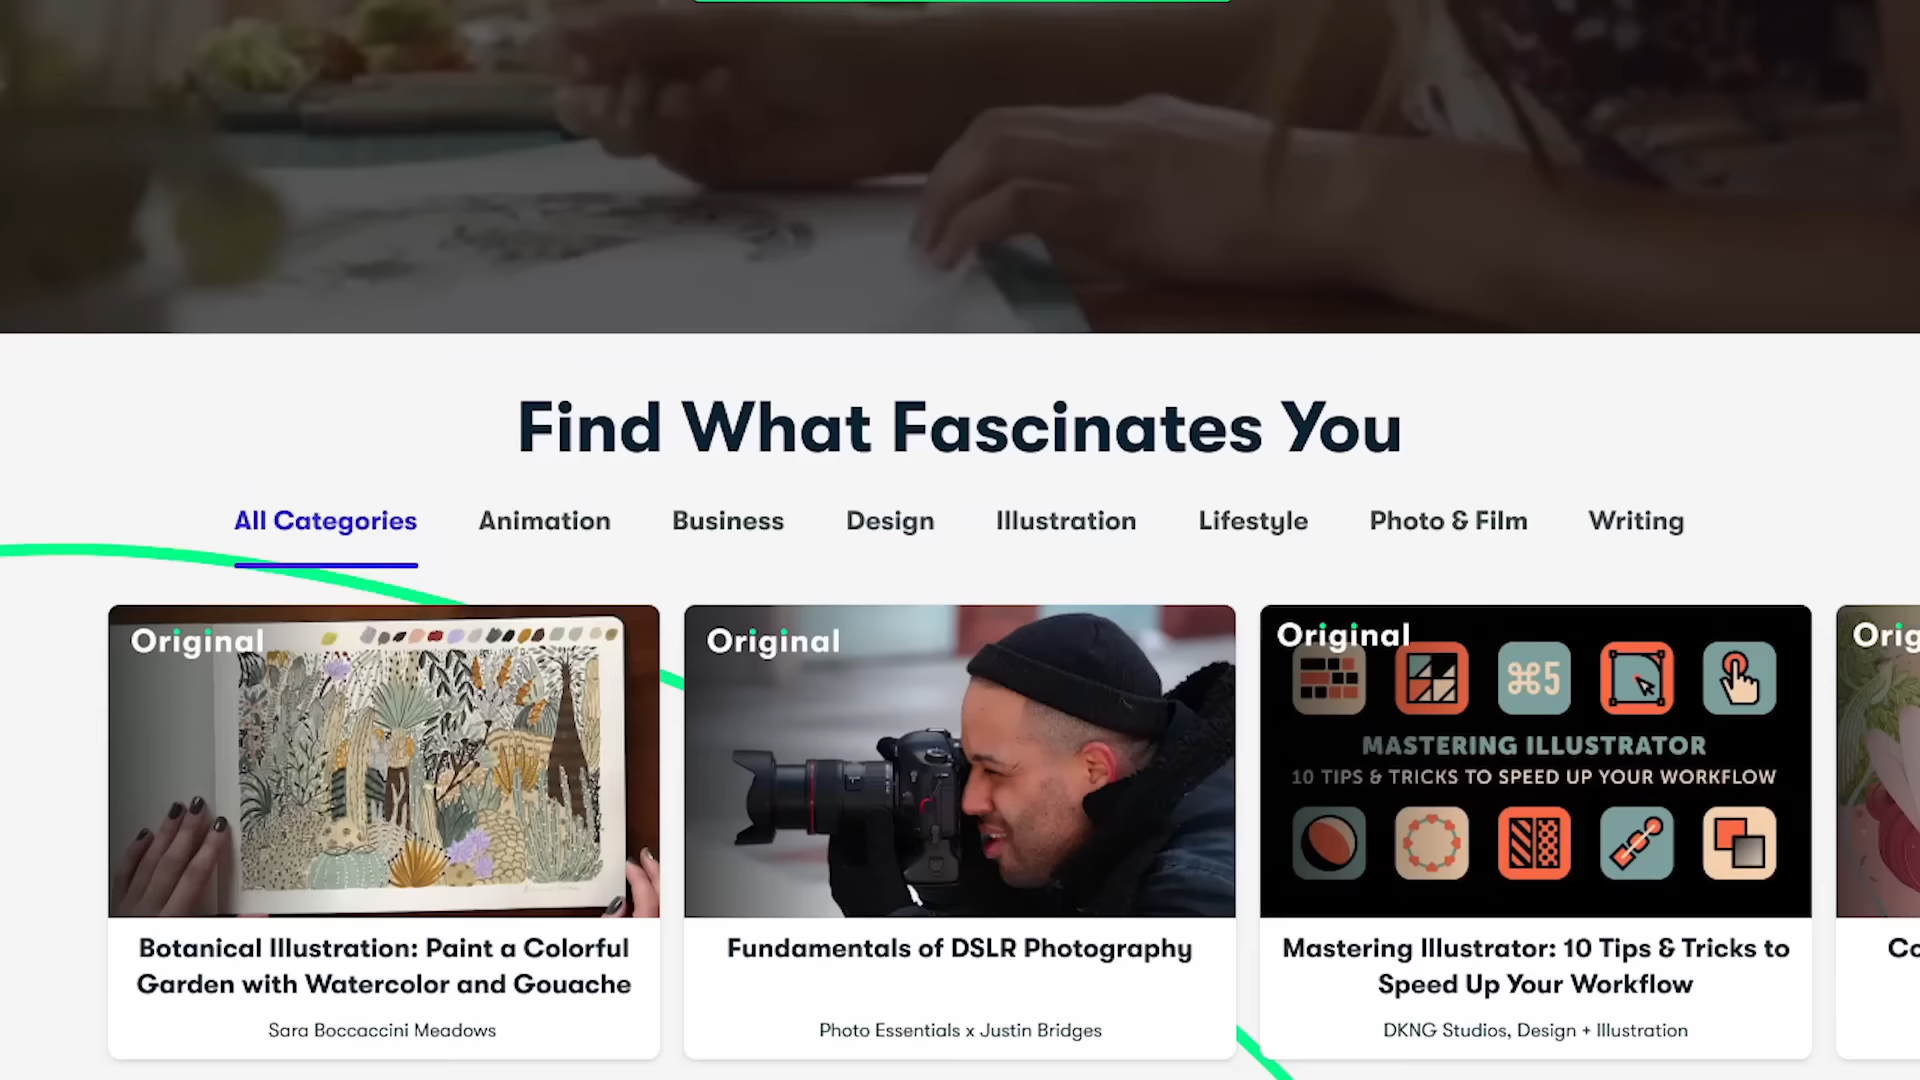 Find What Fascinates You
All Categories
Animation
Business
Design
Illustration
Lifestyle
Photo & Film
Writing
Original
Botanical Illustration: Paint a Colorful
Garden with Watercolor and Gouache
Sara Boccaccini Meadows
Original
Fundamentals of DSLR Photography
Photo Essentials x Justin Bridges
Original
⌘5
MASTERING ILLUSTRATOR
10 TIPS & TRICKS TO SPEED UP YOUR WORKFLOW
Mastering Illustrator: 10 Tips & Tricks to
Speed Up Your Workflow
DKNG Studios, Design + Illustration
Orig
Co